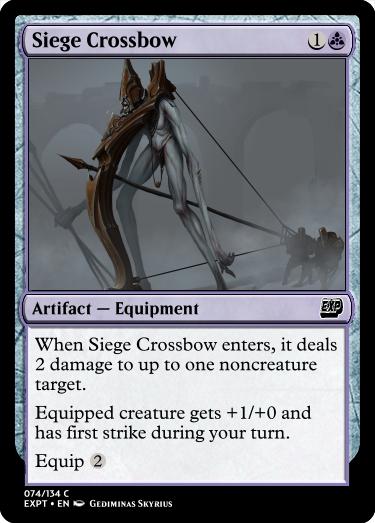 Siege Crossbow 1
Artifact — Equipment EXP
When Siege Crossbow enters, it deals
2 damage to up to one noncreature
target.
Equipped creature gets +1/+0 and
has first strike during your turn.
Equip 2
074/134 C
EXPT • EN Gediminas Skyrius